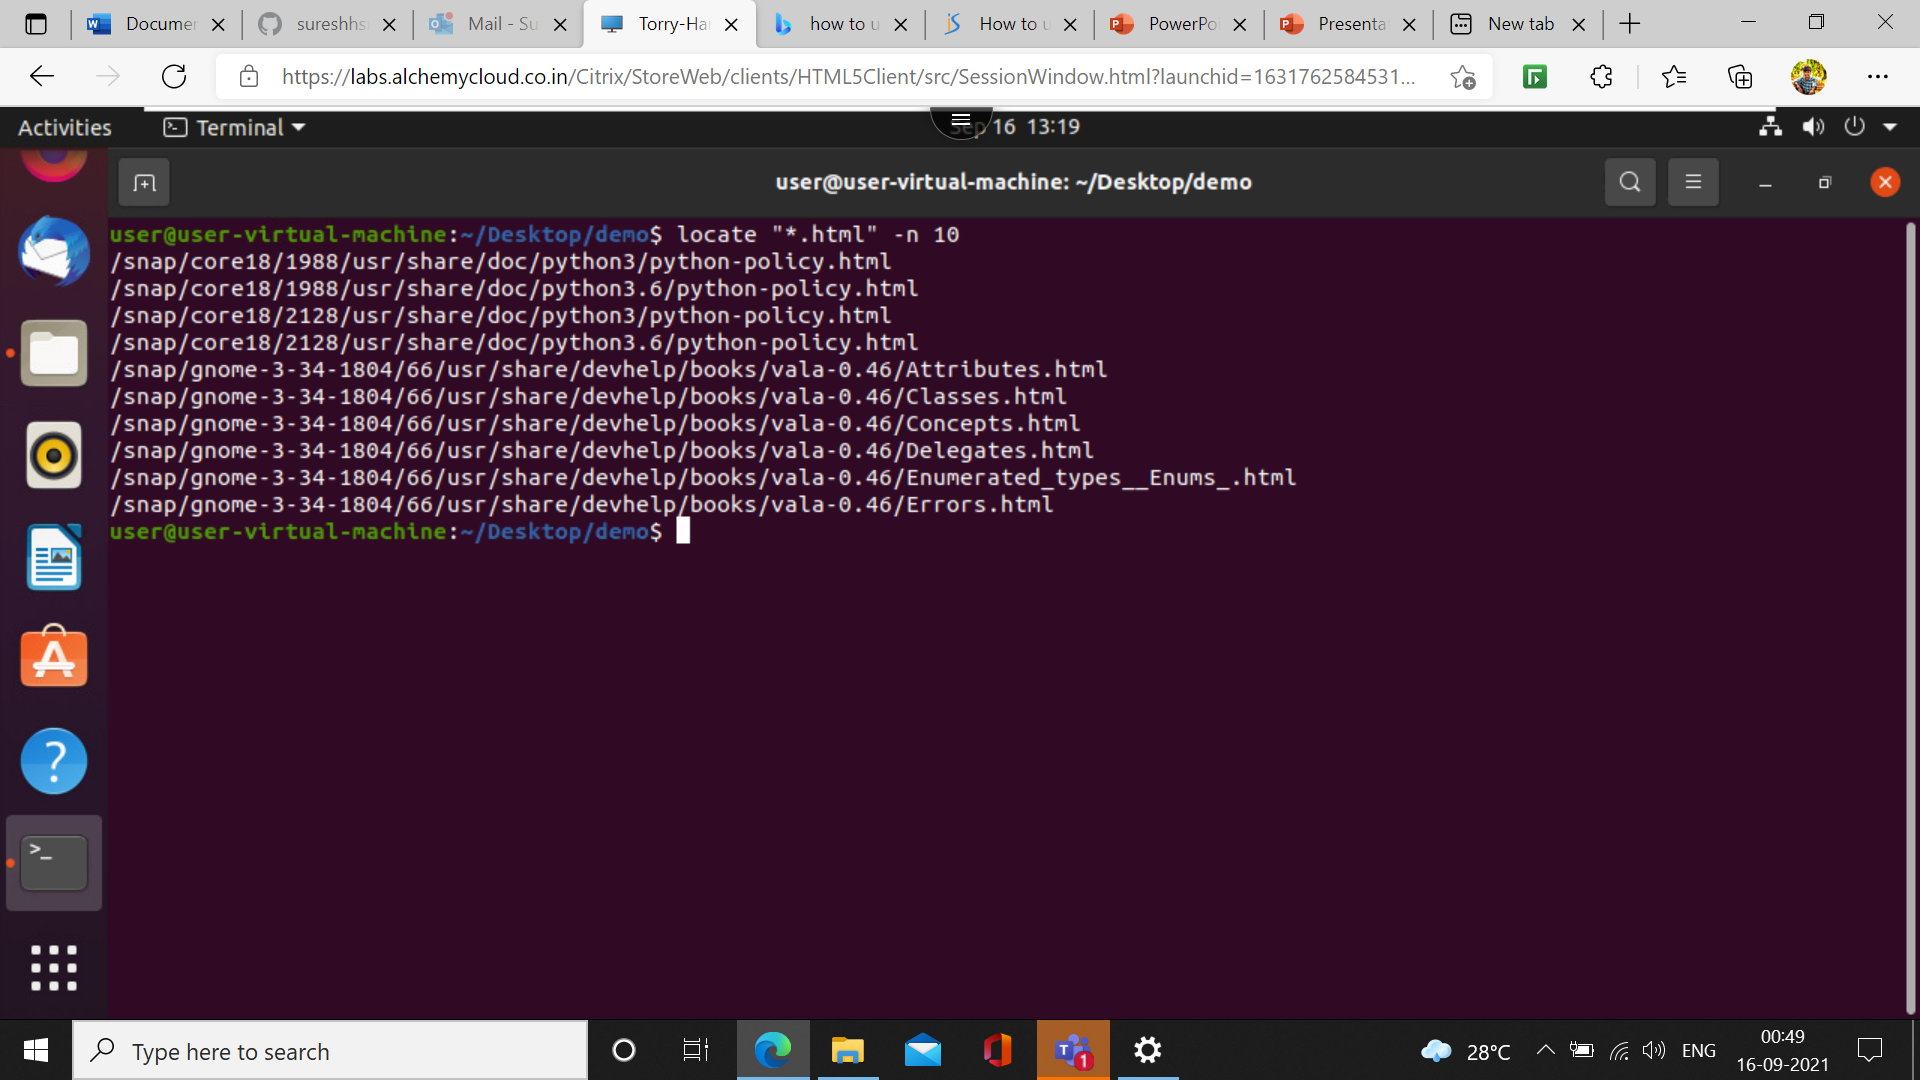 Documen
sureshhs
Mail - Su
Torry-Har
how to u
How to u
PowerPoi
Presenta
New tab
https://labs.alchemycloud.co.in/Citrix/StoreWeb/clients/HTML5Client/src/SessionWindow.html?launchid=1631762584531...
Activities
Terminal
Sep 16 13:19
user@user-virtual-machine: ~/Desktop/demo
user@user-virtual-machine:~/Desktop/demo$ locate "*.html" -n 10
/snap/core18/1988/usr/share/doc/python3/python-policy.html
/snap/core18/1988/usr/share/doc/python3.6/python-policy.html
/snap/core18/2128/usr/share/doc/python3/python-policy.html
/snap/core18/2128/usr/share/doc/python3.6/python-policy.html
/snap/gnome-3-34-1804/66/usr/share/devhelp/books/vala-0.46/Attributes.html
/snap/gnome-3-34-1804/66/usr/share/devhelp/books/vala-0.46/Classes.html
/snap/gnome-3-34-1804/66/usr/share/devhelp/books/vala-0.46/Concepts.html
/snap/gnome-3-34-1804/66/usr/share/devhelp/books/vala-0.46/Delegates.html
/snap/gnome-3-34-1804/66/usr/share/devhelp/books/vala-0.46/Enumerated_types__Enums_.html
/snap/gnome-3-34-1804/66/usr/share/devhelp/books/vala-0.46/Errors.html
user@user-virtual-machine:~/Desktop/demo$
Type here to search
1
28°C
ENG
00:49
16-09-2021